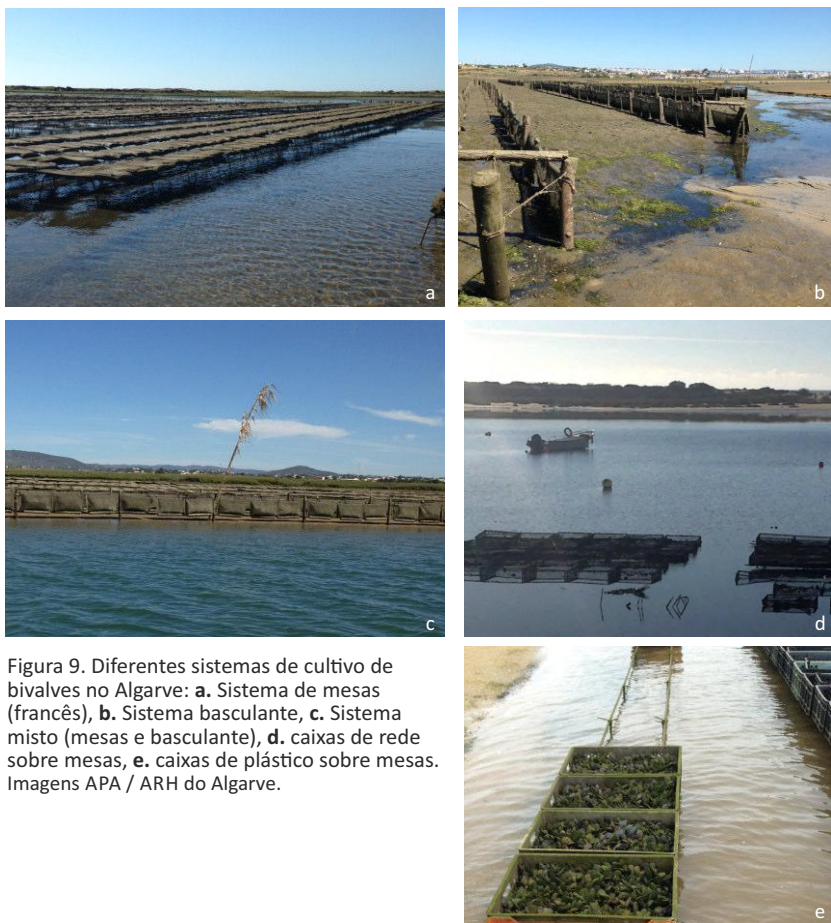 a
b
c
d
Figura 9. Diferentes sistemas de cultivo de
bivalves no Algarve: a. Sistema de mesas
(francês), b. Sistema basculante, c. Sistema
misto (mesas e basculante), d. caixas de rede
sobre mesas, e. caixas de plástico sobre mesas.
Imagens APA / ARH do Algarve.
e